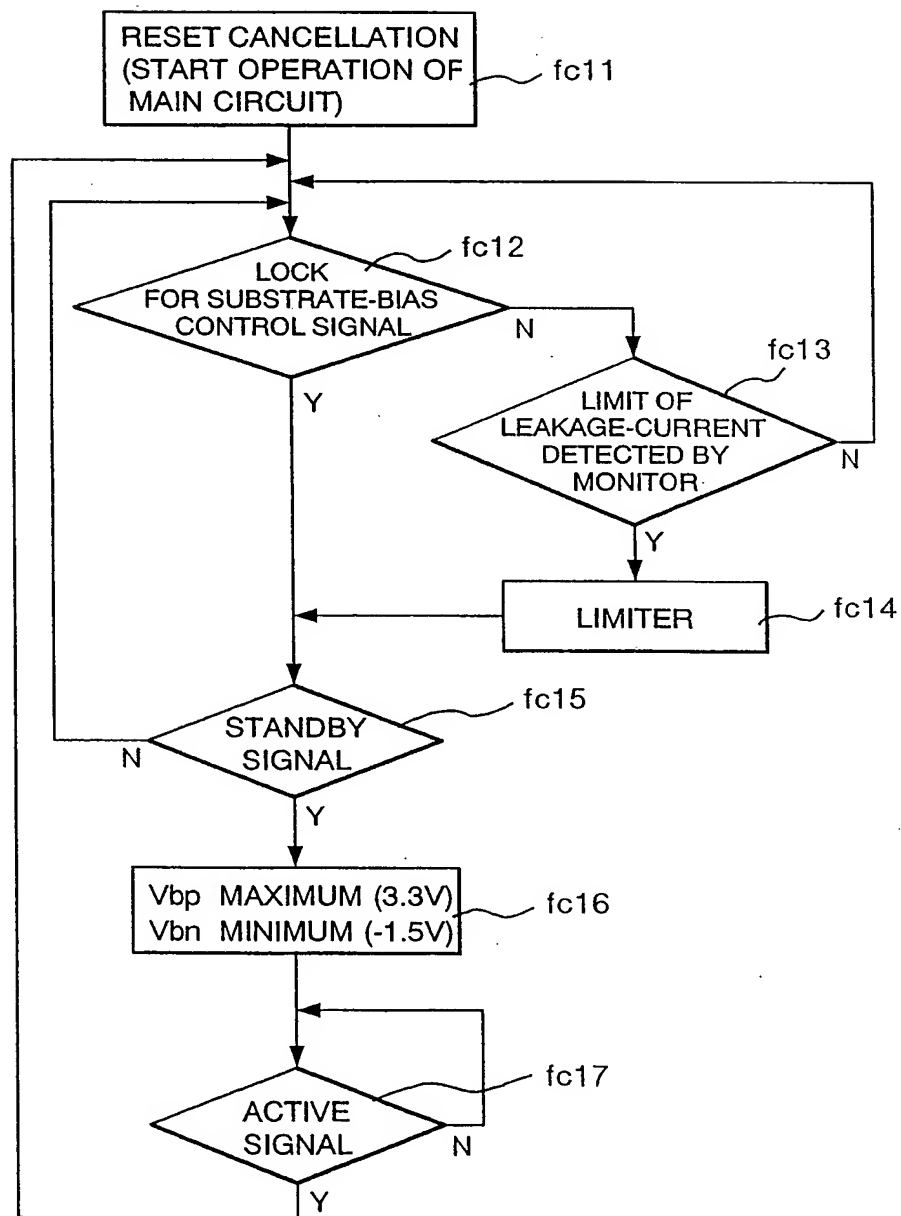 RESET CANCELLATION
(START OPERATION OF
MAIN CIRCUIT)
fc11
fc12
LOCK
FOR SUBSTRATE-BIAS
CONTROL SIGNAL
N
Y
fc13
LIMIT OF
LEAKAGE-CURRENT
DETECTED BY
MONITOR
N
Y
LIMITER
fc14
fc15
STANDBY
SIGNAL
N
Y
Vbp MAXIMUM (3.3V)
Vbn MINIMUM (-1.5V)
fc16
fc17
ACTIVE
SIGNAL
N
Y